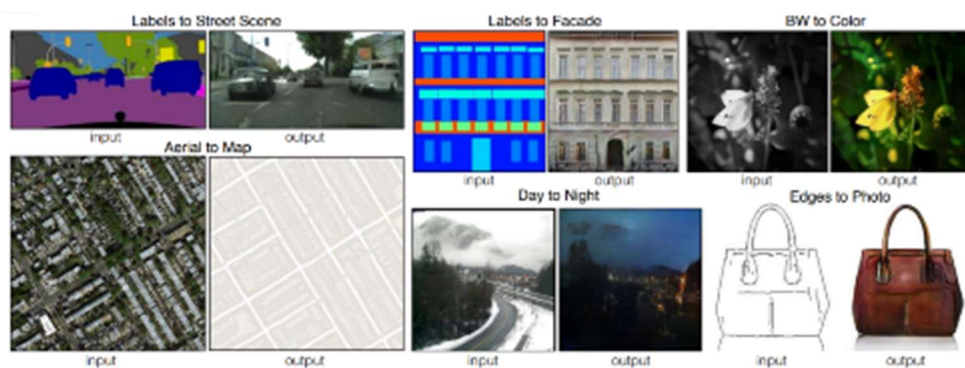 Labels to Street Scene
input
output
Aerial to Map
input
output
Labels to Facade
input
output
BW to Color
input
output
Day to Night
input
output
Edges to Photo
input
output